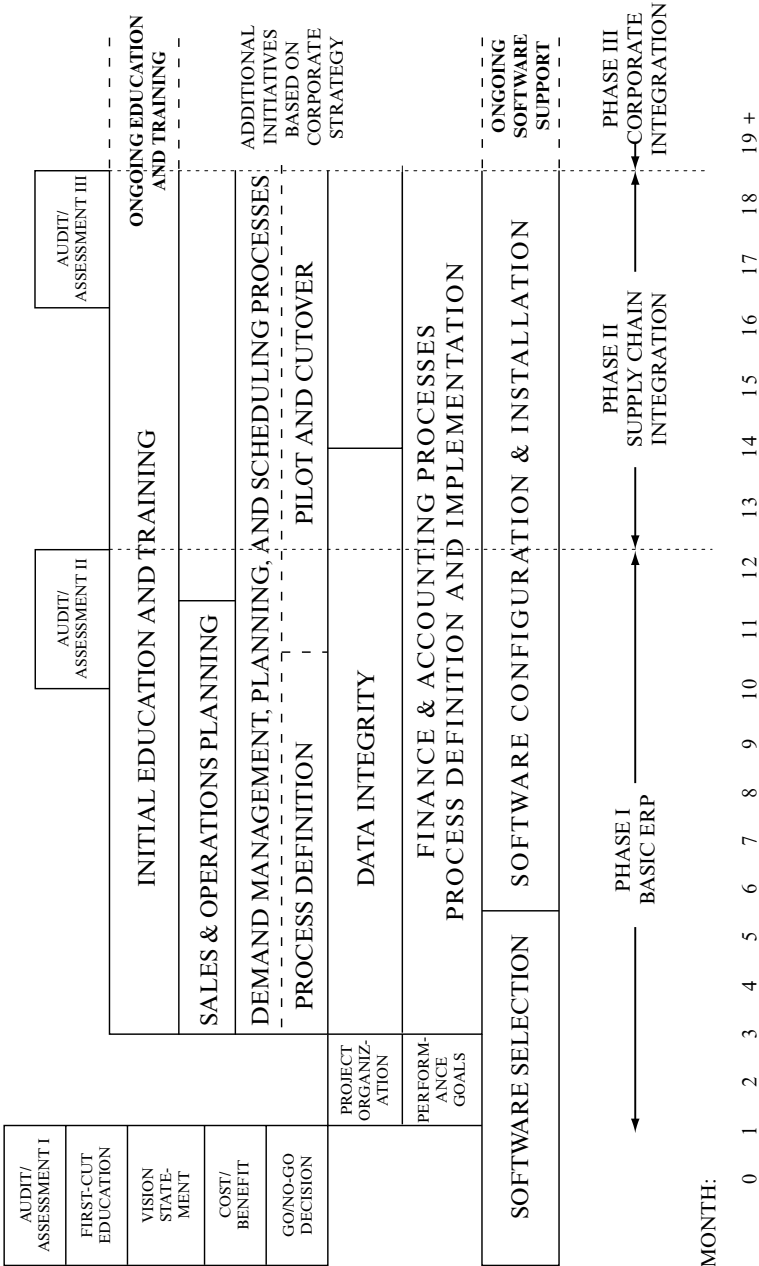 AUDIT/
ASSESSMENT I
FIRST-CUT
EDUCATION
VISION
STATE-
MENT
COST/
BENEFIT
GO/NO-GO
DECISION
AUDIT/
ASSESSMENT II
AUDIT/
ASSESSMENT III
INITIAL EDUCATION AND TRAINING
ONGOING EDUCATION
AND TRAINING
SALES & OPERATIONS PLANNING
DEMAND MANAGEMENT, PLANNING, AND SCHEDULING PROCESSES
PROCESS DEFINITION
PILOT AND CUTOVER
ADDITIONAL
INITIATIVES
BASED ON
CORPORATE
STRATEGY
PROJECT
ORGANIZ-
ATION
DATA INTEGRITY
PERFORM-
ANCE
GOALS
FINANCE & ACCOUNTING PROCESSES
PROCESS DEFINITION AND IMPLEMENTATION
SOFTWARE SELECTION
SOFTWARE CONFIGURATION & INSTALLATION
ONGOING
SOFTWARE
SUPPORT
PHASE I
BASIC ERP
PHASE II
SUPPLY CHAIN
INTEGRATION
PHASE III
CORPORATE
INTEGRATION
MONTH:
0 1 2 3 4 5 6 7 8 9 10 11 12 13 14 15 16 17 18 19 +